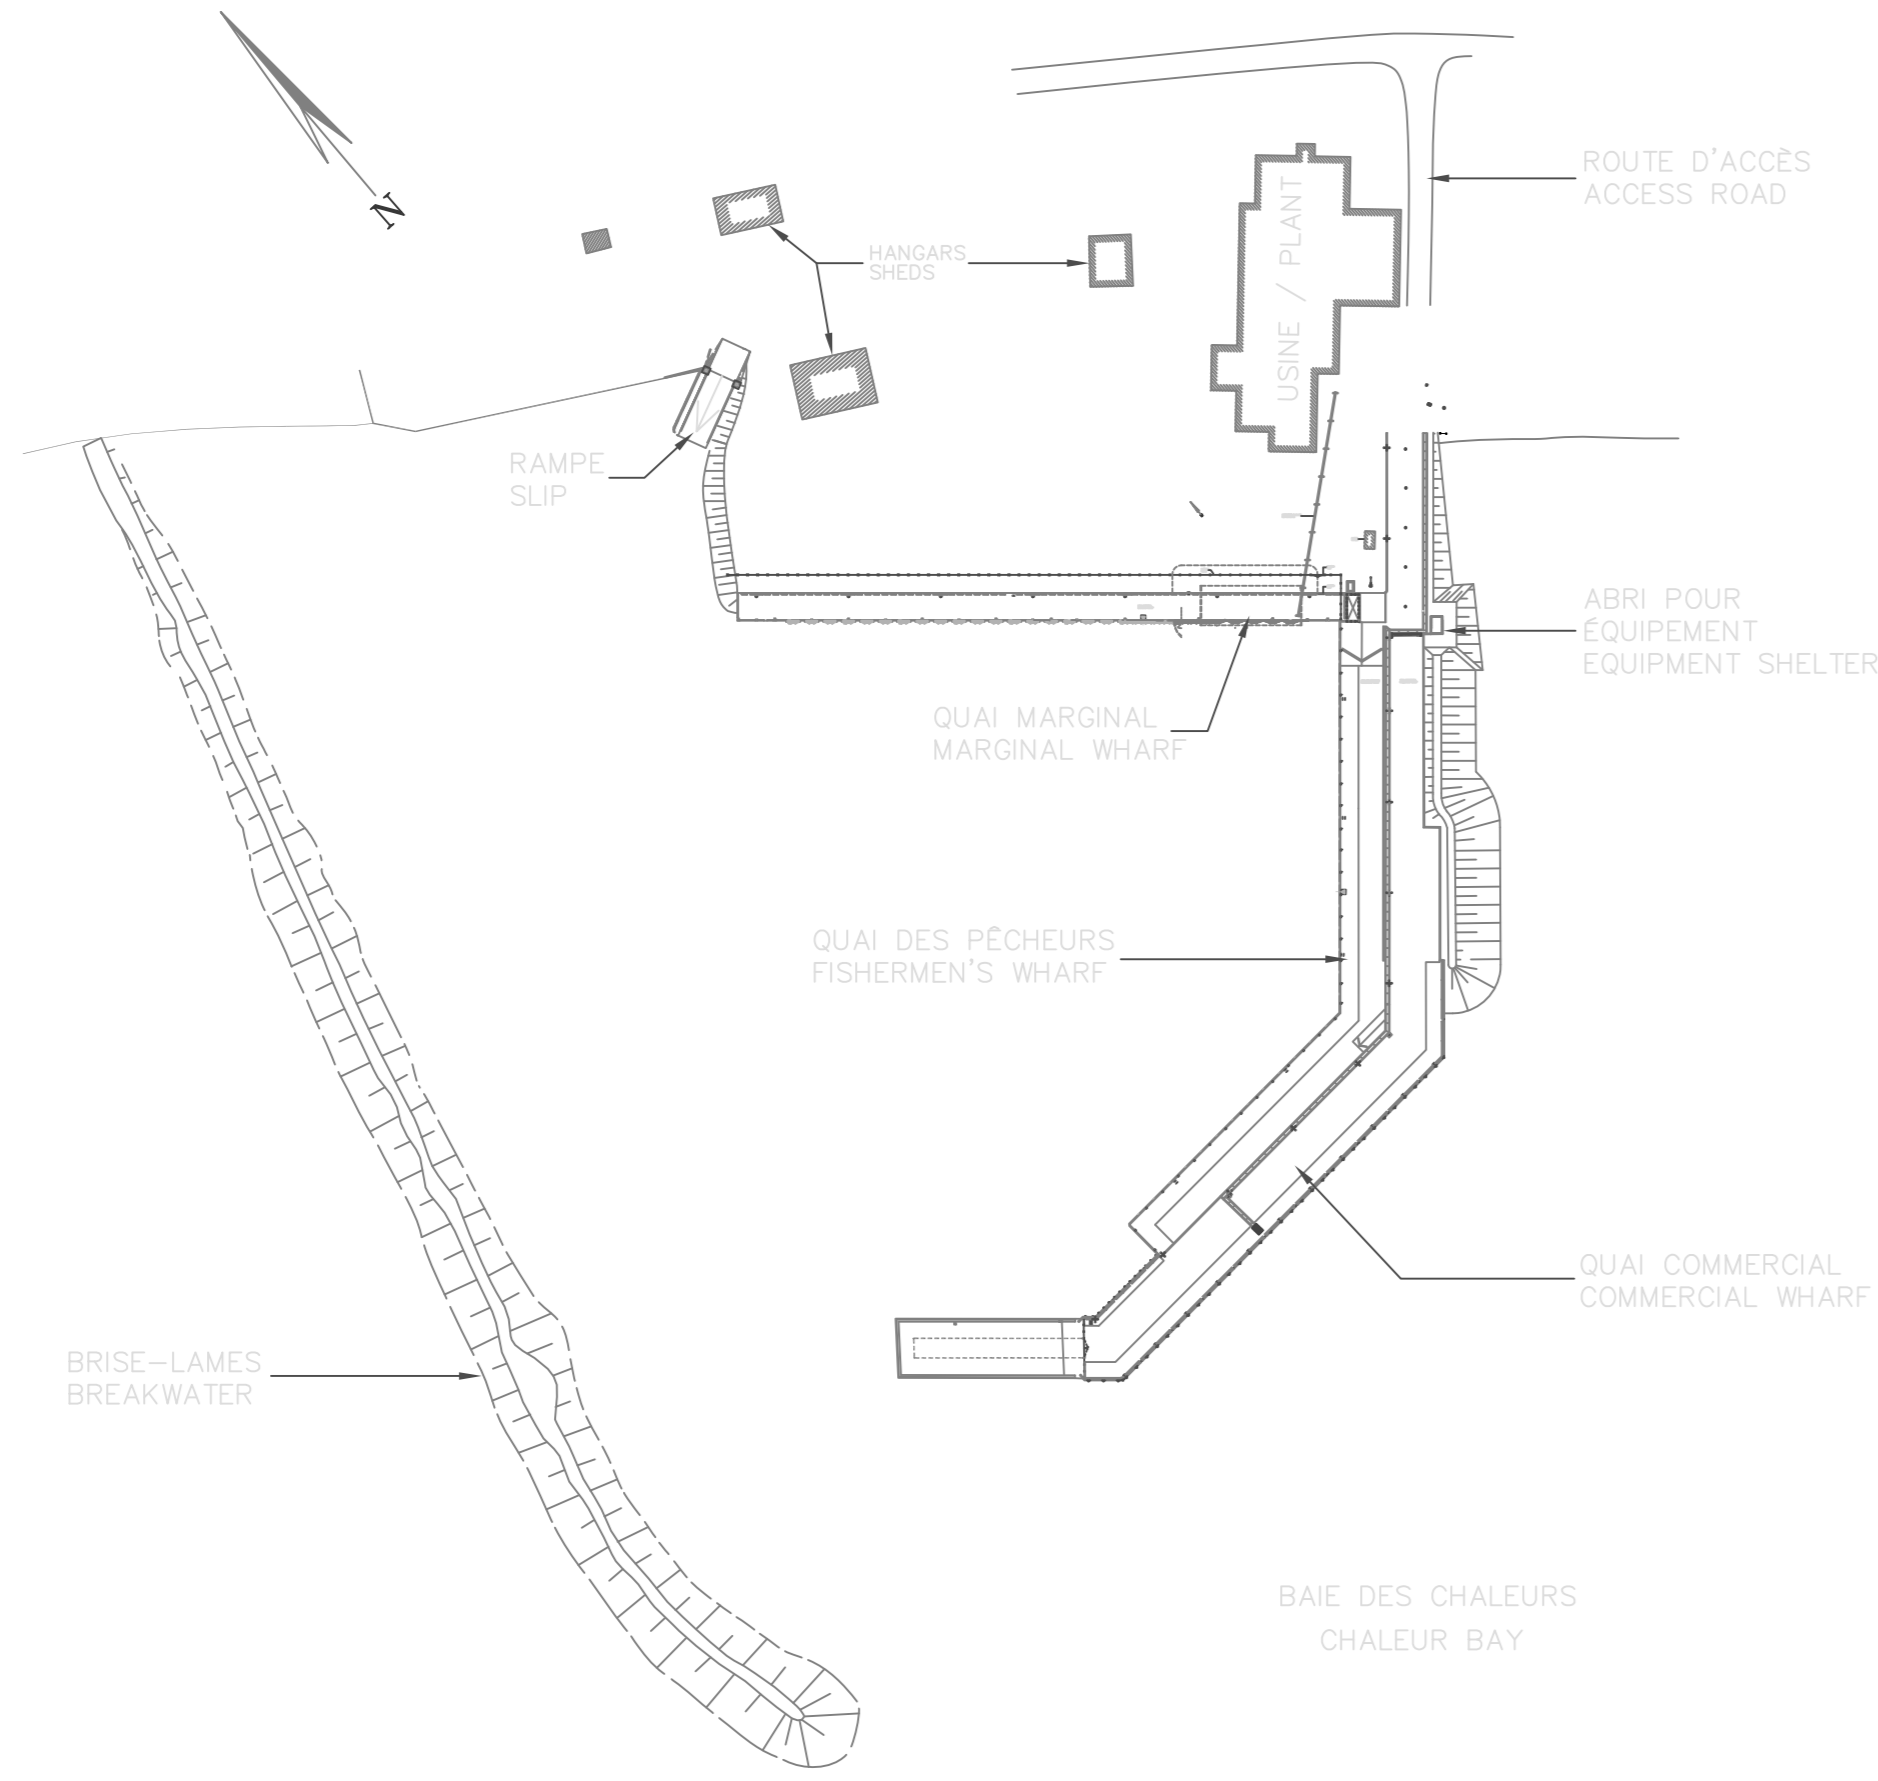 ROUTE D'ACCÈS
ACCESS ROAD
N
HANGARS
SHEDS
USINE / PLANT
RAMPE
SLIP
ABRI POUR
ÉQUIPEMENT
EQUIPMENT SHELTER
QUAI MARGINAL
MARGINAL WHARF
QUAI DES PÊCHEURS
FISHERMEN'S WHARF
QUAI COMMERCIAL
COMMERCIAL WHARF
BRISE-LAMES
BREAKWATER
BAIE DES CHALEURS
CHALEUR BAY